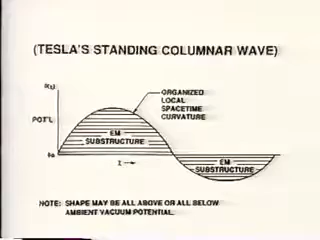 (TESLA'S STANDING COLUMNAR WAVE)
ORGANIZED
LOCAL
SPACETIME
CURVATURE
POT'L
EM
SUBSTRUCTURE
EM
SUBSTRUCTURE
NOTE: SHAPE MAY BE ALL ABOVE OR ALL BELOW
AMBIENT VACUUM POTENTIAL.